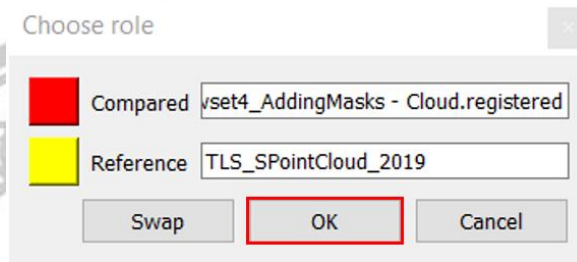 Choose role
Compared vset4_AddingMasks - Cloud.registered
Reference TLS_SPointCloud_2019
Swap OK Cancel